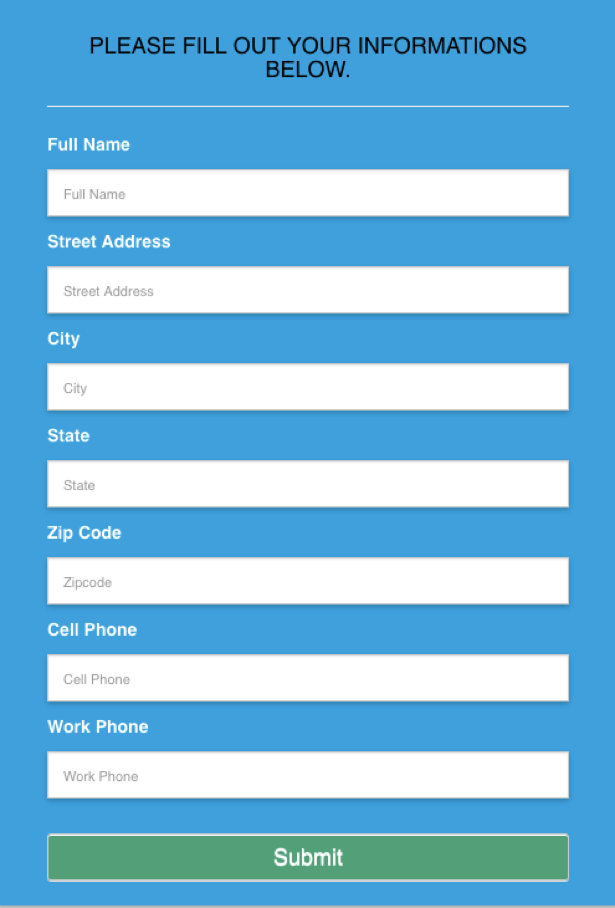 PLEASE FILL OUT YOUR INFORMATIONS
BELOW.
Full Name
Full Name
Street Address
Street Address
City
City
State
State
Zip Code
Zipcode
Cell Phone
Cell Phone
Work Phone
Work Phone
Submit